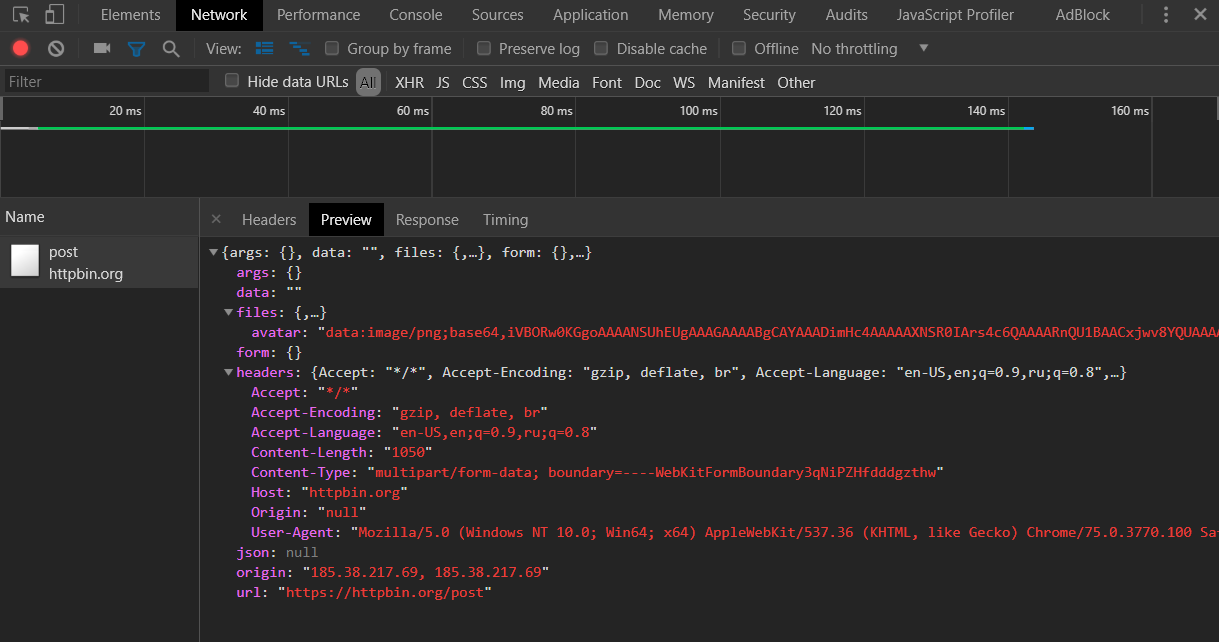 Elements Network Performance Console Sources Application Memory Security Audits JavaScript Profiler AdBlock
View: Group by frame Preserve log Disable cache Offline No throttling
Filter Hide data URLs All XHR JS CSS Img Media Font Doc WS Manifest Other
20 ms 40 ms 60 ms 80 ms 100 ms 120 ms 140 ms 160 ms
Name
post
httpbin.org
Headers Preview Response Timing
{args: {}, data: "", files: {,…}, form: {},…}
args: {}
data: ""
files: {,…}
avatar: "data:image/png;base64,iVBORw0KGgoAAAANSUhEUgAAAGAAAABgCAYAAADimHc4AAAAAXNSR0IArs4c6QAAAARnQU1BAACxjwv8YQUAAA
form: {}
headers: {Accept: "*/*", Accept-Encoding: "gzip, deflate, br", Accept-Language: "en-US,en;q=0.9,ru;q=0.8",…}
Accept: "*/*"
Accept-Encoding: "gzip, deflate, br"
Accept-Language: "en-US,en;q=0.9,ru;q=0.8"
Content-Length: "1050"
Content-Type: "multipart/form-data; boundary=----WebKitFormBoundary3qNiPZHfdddgzthw"
Host: "httpbin.org"
Origin: "null"
User-Agent: "Mozilla/5.0 (Windows NT 10.0; Win64; x64) AppleWebKit/537.36 (KHTML, like Gecko) Chrome/75.0.3770.100 Sa
json: null
origin: "185.38.217.69, 185.38.217.69"
url: "https://httpbin.org/post"